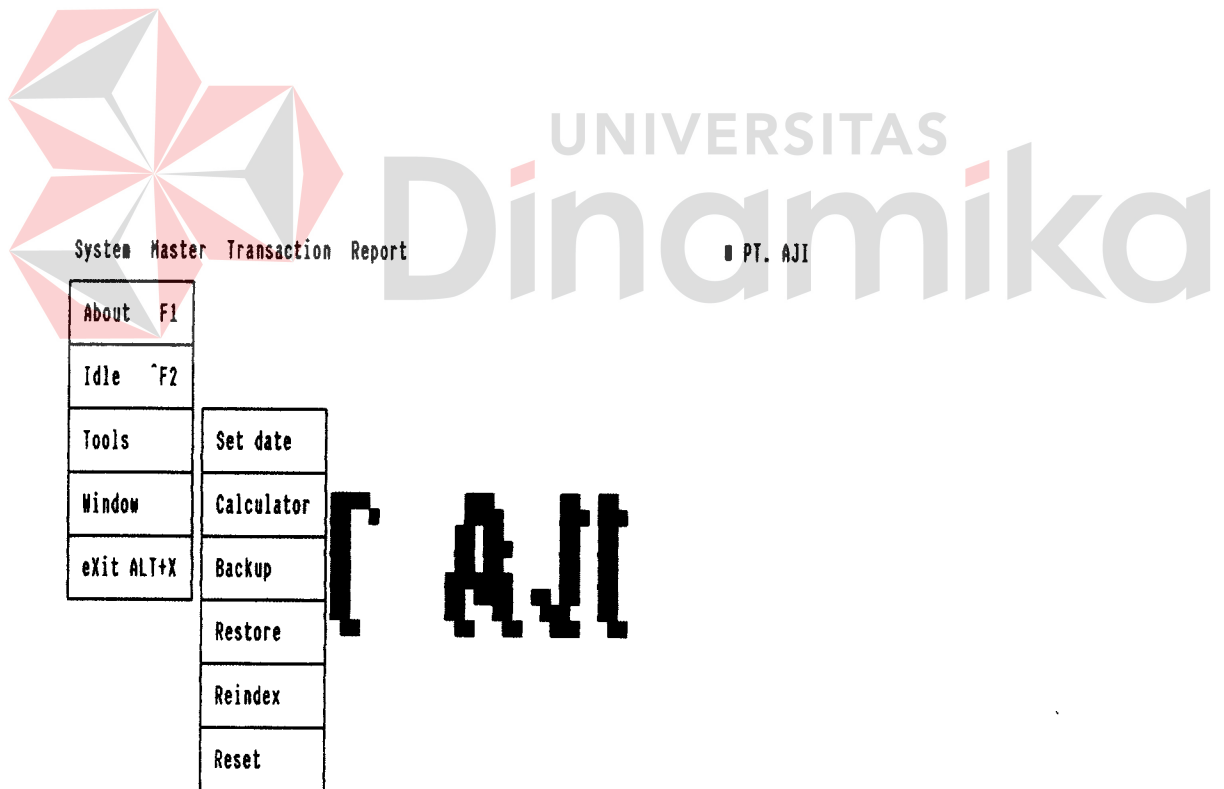 UNIVERSITAS
Dinamika
System Master Transaction Report ∎ PT. AJI
About F1
Idle ^F2
Tools
Window
eXit ALT+X
Set date
Calculator
Backup
Restore
Reindex
Reset
AJI